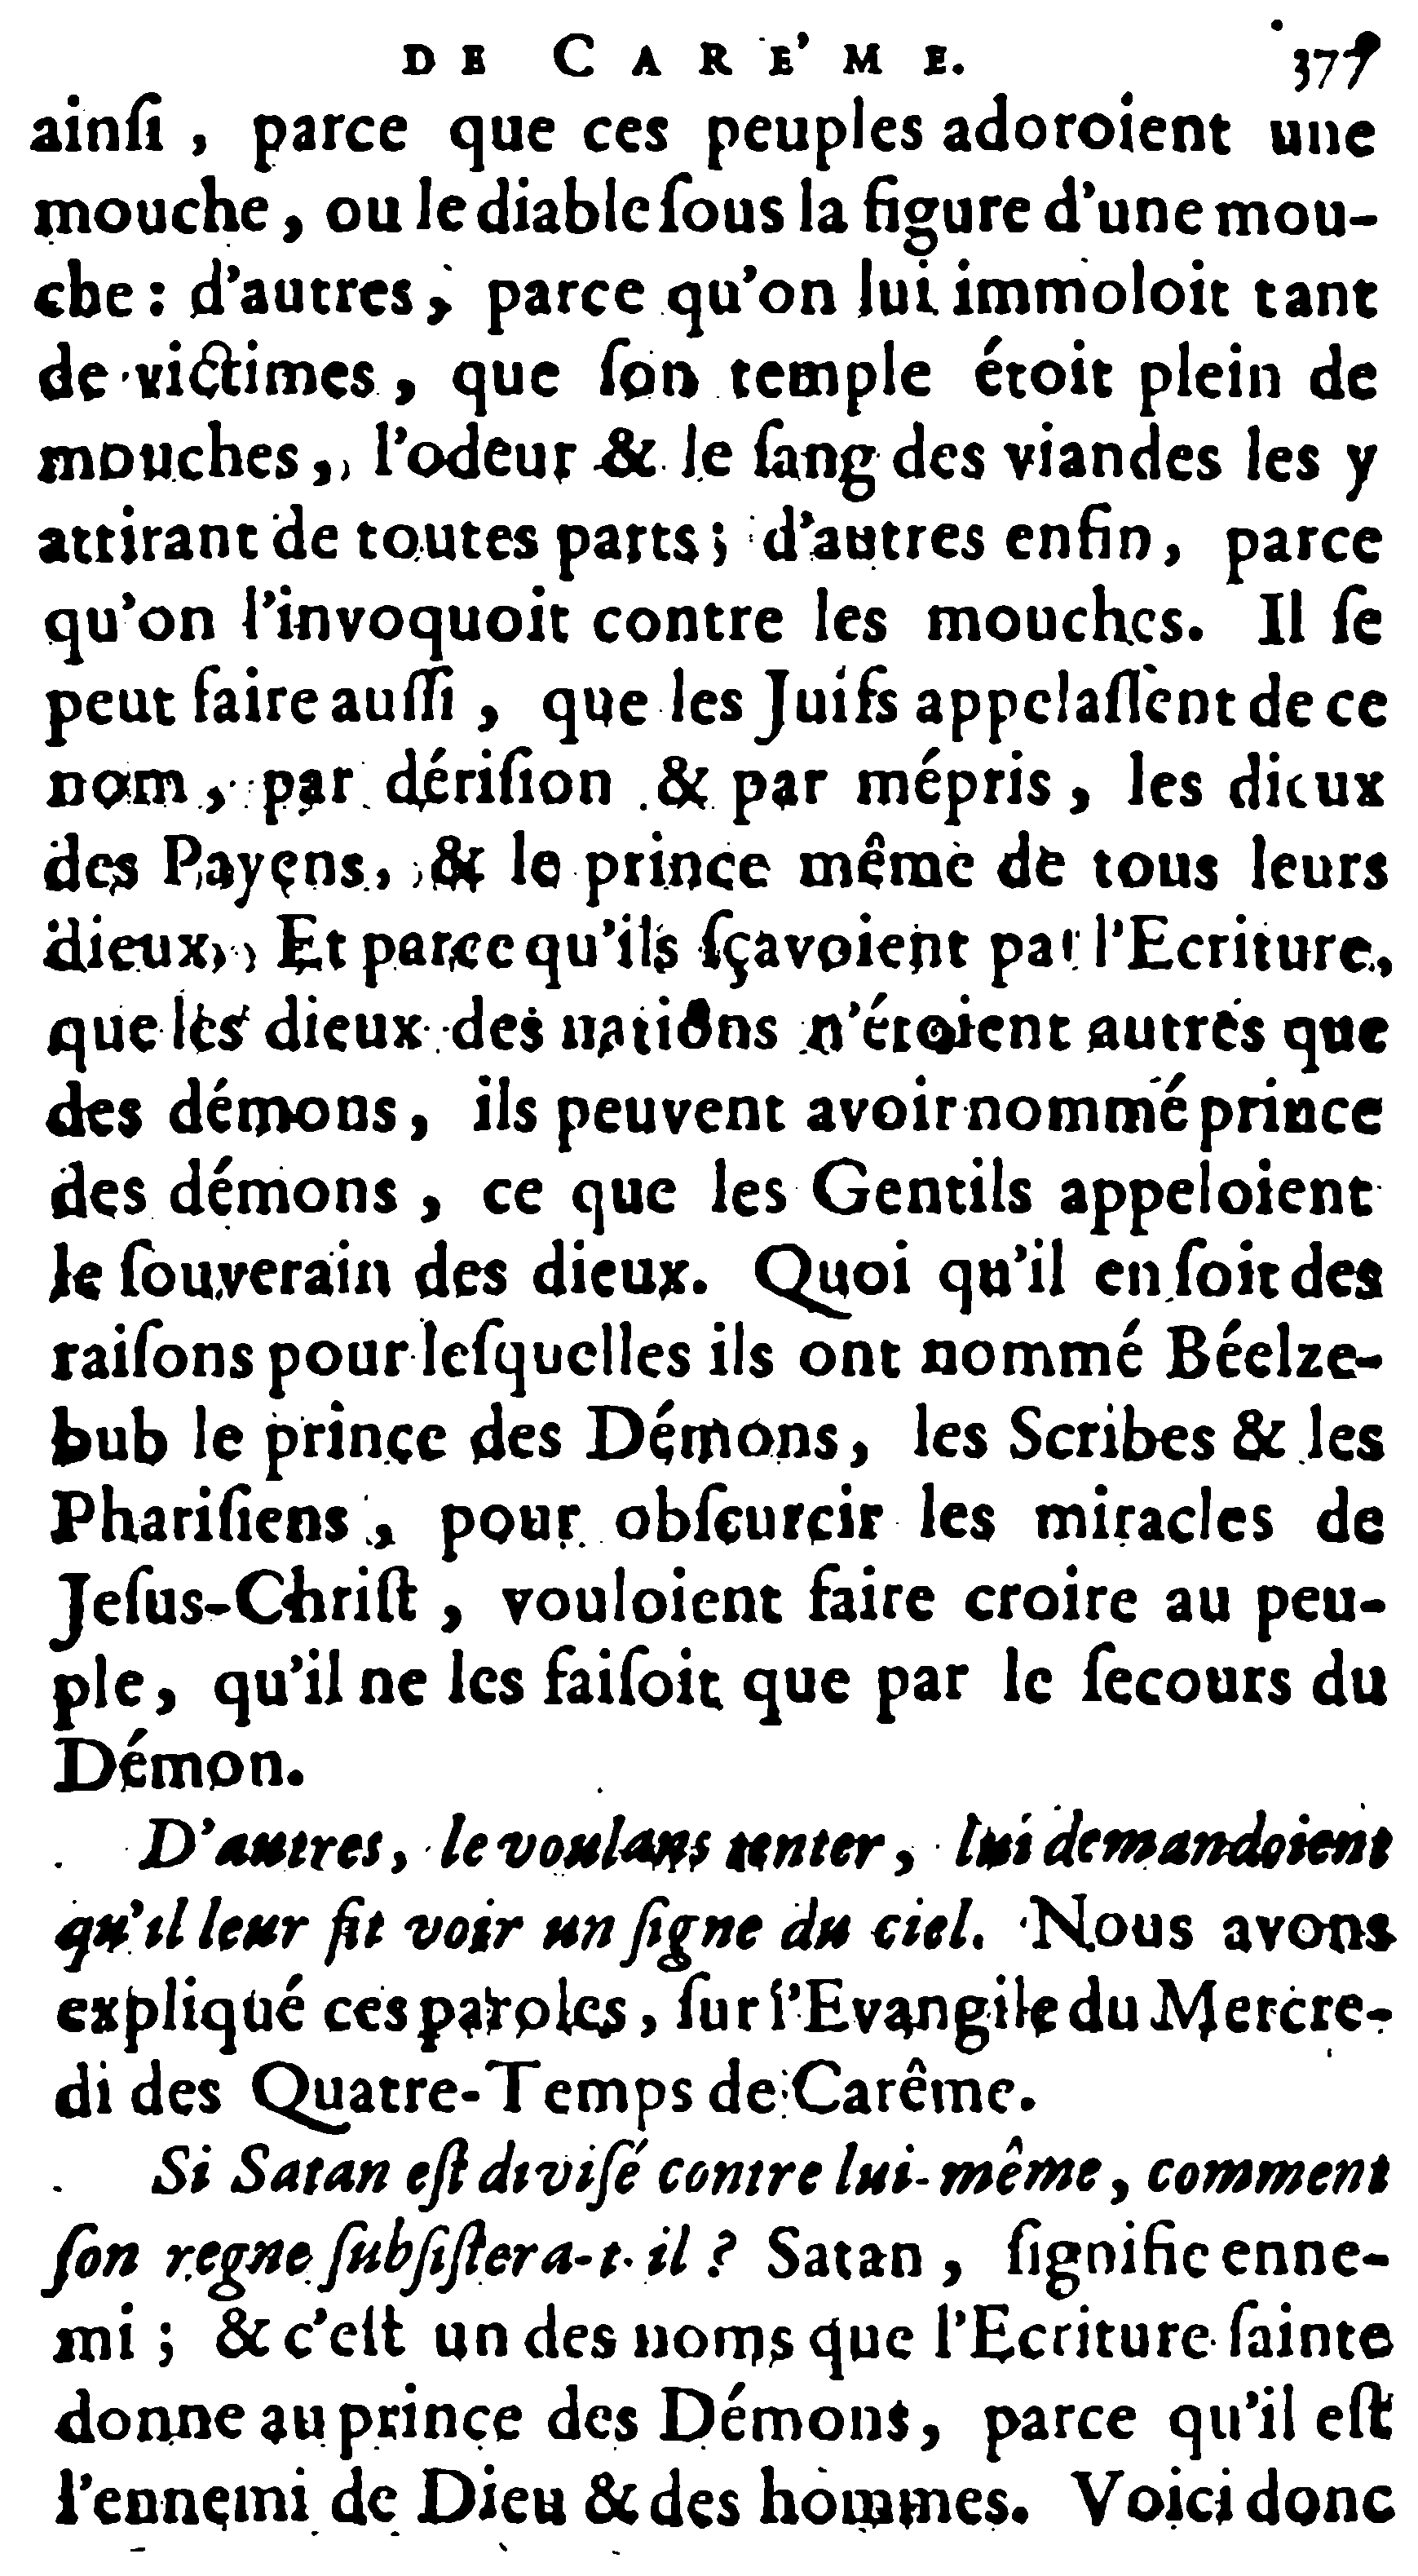 DE CARE'ME. 375
ainſi, parce que ces peuples adoroient une
mouche, ou le diable ſous la figure d'une mou-
che: d'autres, parce qu'on lui immoloit tant
de victimes, que ſon temple étoit plein de
mouches, l'odeur & le ſang des viandes les y
attirant de toutes parts; d'autres enfin, parce
qu'on l'invoquoit contre les mouches. Il ſe
peut faire auſſi, que les Juifs appelaſſent de ce
nom, par dériſion & par mépris, les dieux
des Payens, & le prince même de tous leurs
dieux, Et parce qu'ils ſçavoient par l'Ecriture,
que les dieux des nations n'étoient autres que
des démons, ils peuvent avoir nommé prince
des démons, ce que les Gentils appeloient
le ſouverain des dieux. Quoi qu'il en ſoit des
raiſons pour leſquelles ils ont nommé Béelze-
bub le prince des Démons, les Scribes & les
Phariſiens, pour obſcurcir les miracles de
Jeſus-Chriſt, vouloient faire croire au peu-
ple, qu'il ne les faiſoit que par le ſecours du
Démon.
D'autres, le voulans tenter, lui demandoient
qu'il leur fit voir un ſigne du ciel. Nous avons
expliqué ces paroles, ſur l'Evangile du Mercre-
di des Quatre-Temps de Carême.
Si Satan eſt diviſé contre lui-même, comment
ſon regne ſubſiſtera-t-il? Satan, ſignifie enne-
mi; & c'eſt un des noms que l'Ecriture ſainte
donne au prince des Démons, parce qu'il eſt
l'ennemi de Dieu & des hommes. Voici donc